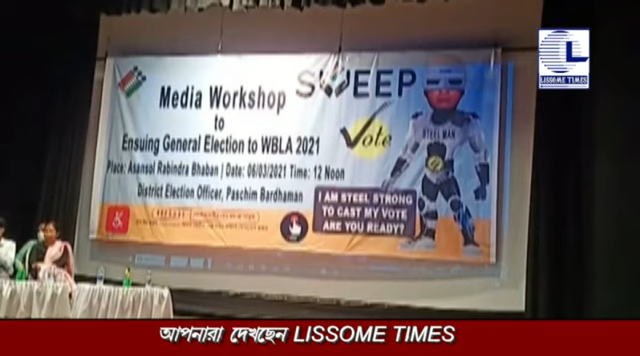 SWEEP
Media Workshop
to
Ensuing General Election to WBLA 2021
Place: Asansol Rabindra Bhaban | Date: 06/03/2021 Time: 12 Noon
District Election Officer, Paschim Bardhaman
Vote
STEEL MAN
I AM STEEL STRONG
TO CAST MY VOTE
ARE YOU READY?
LISSOME TIMES
আপনারা দেখছেন LISSOME TIMES